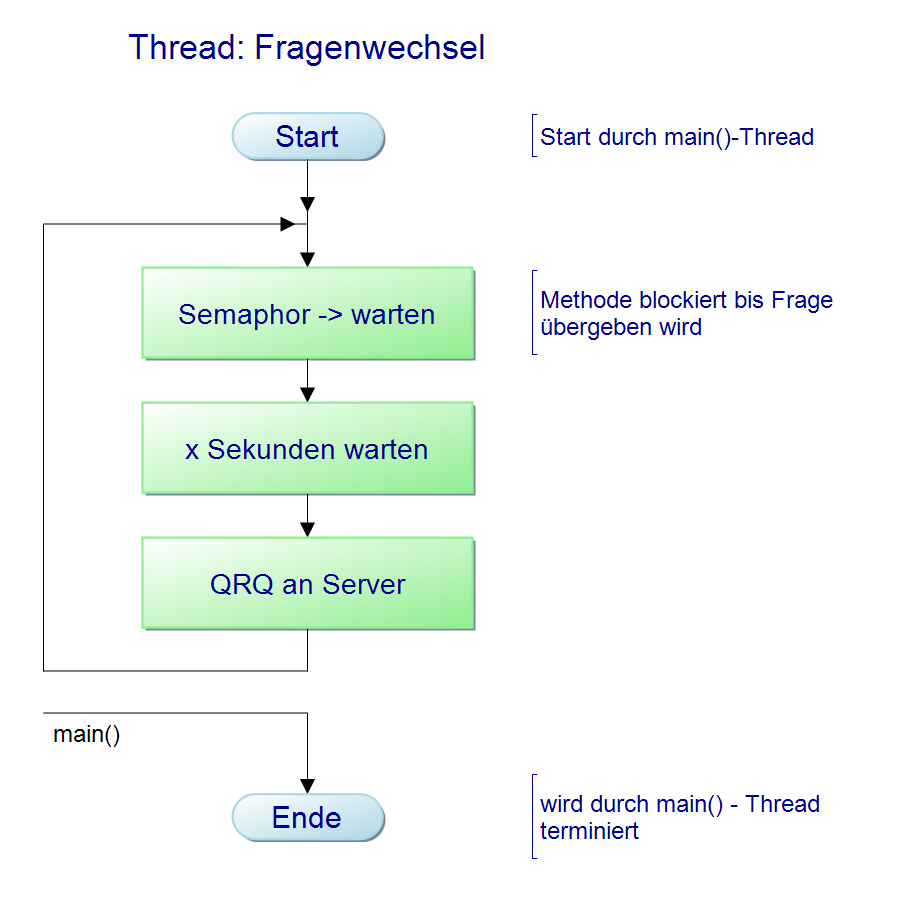 Thread: Fragenwechsel
Start
Start durch main()-Thread
Semaphor -> warten
Methode blockiert bis Frage
übergeben wird
x Sekunden warten
QRQ an Server
main()
Ende
wird durch main() - Thread
terminiert